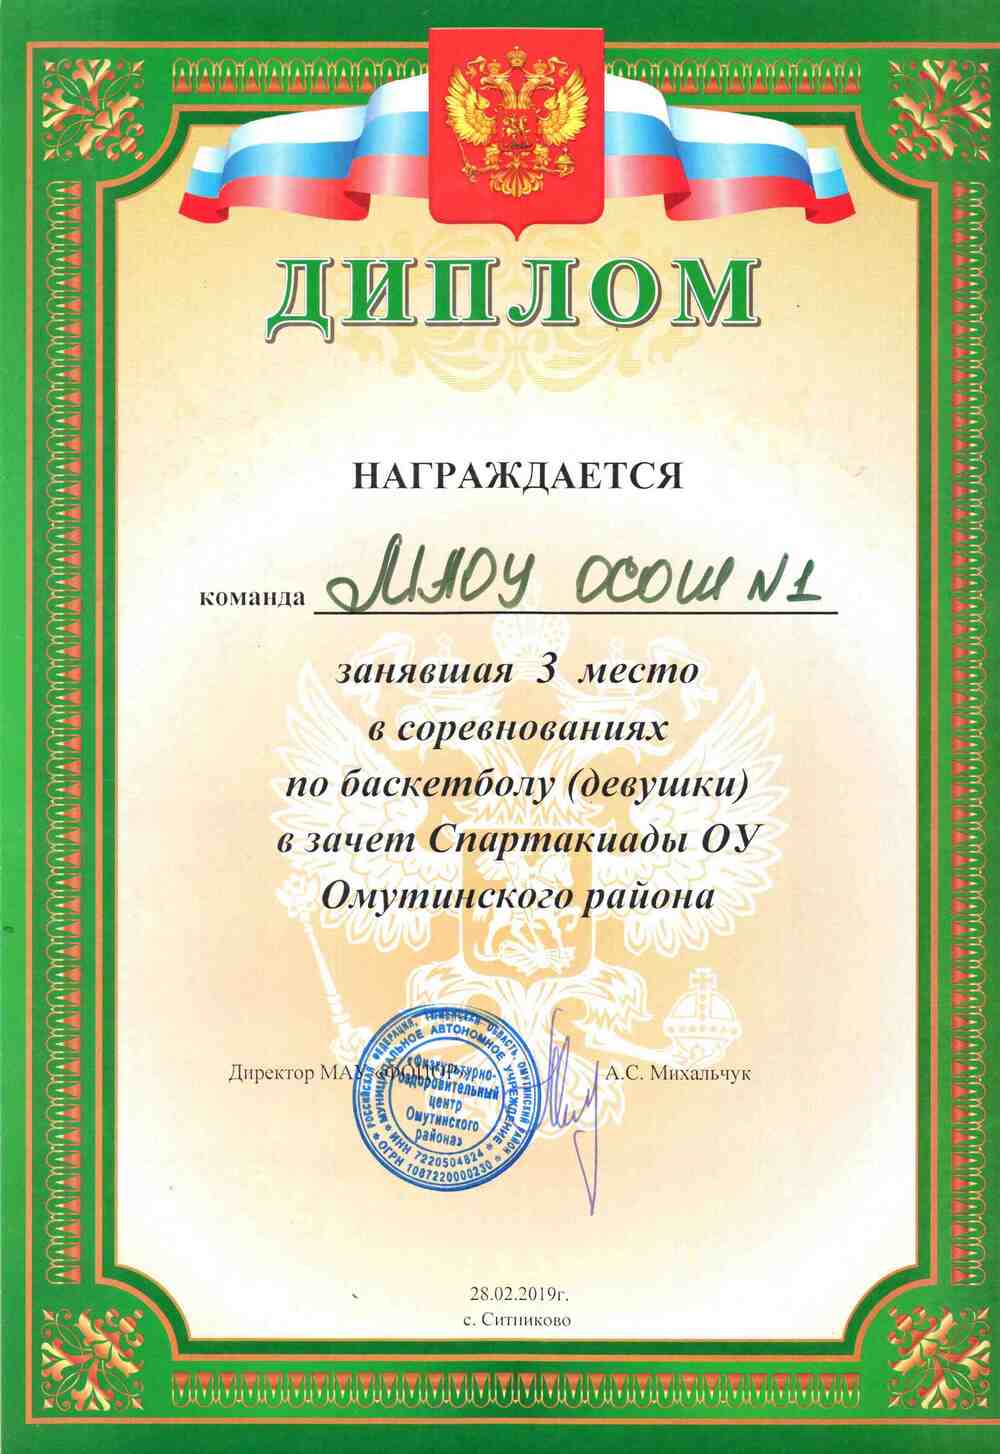 ДИПЛОМ
НАГРАЖДАЕТСЯ
команда МАОУ ОСОШ №1
занявшая 3 место
в соревнованиях
по баскетболу (девушки)
в зачет Спартакиады ОУ
Омутинского района
Директор МАУ «ФОЦОР» А.С. Михальчук
РОССИЙСКАЯ ФЕДЕРАЦИЯ, ТЮМЕНСКАЯ ОБЛАСТЬ, ОМУТИНСКИЙ РАЙОН
МУНИЦИПАЛЬНОЕ АВТОНОМНОЕ УЧРЕЖДЕНИЕ
«Физкультурно-
оздоровительный
центр
Омутинского
района»
* ИНН 7220504824 *
* ОГРН 1087220000230 *
28.02.2019г.
с. Ситниково